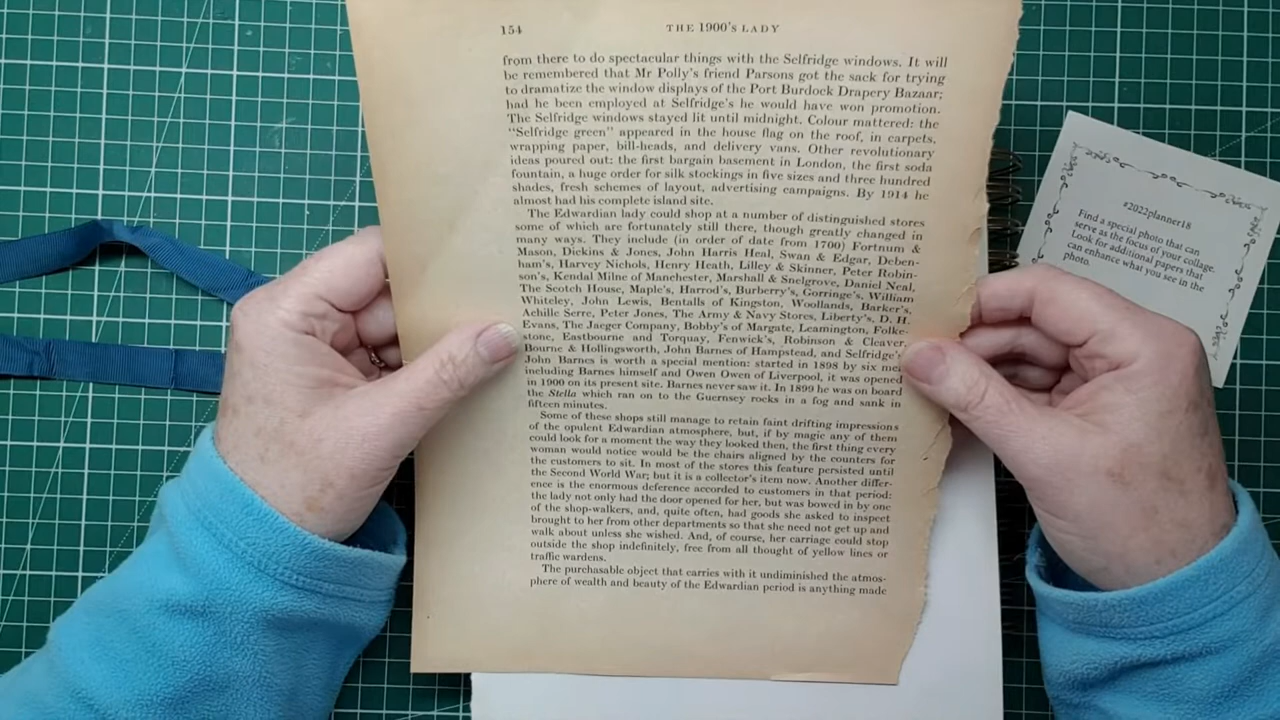 154 THE 1900'S LADY
from there to do spectacular things with the Selfridge windows. It will
be remembered that Mr Polly's friend Parsons got the sack for trying
to dramatize the window displays of the Port Burdock Drapery Bazaar;
had he been employed at Selfridge's he would have won promotion.
The Selfridge windows stayed lit until midnight. Colour mattered: the
"Selfridge green" appeared in the house flag on the roof, in carpets,
wrapping paper, bill-heads, and delivery vans. Other revolutionary
ideas poured out: the first bargain basement in London, the first soda
fountain, a huge order for silk stockings in five sizes and three hundred
shades, fresh schemes of layout, advertising campaigns. By 1914 he
almost had his complete island site.
The Edwardian lady could shop at a number of distinguished stores
some of which are fortunately still there, though greatly changed in
many ways. They include (in order of date from 1700) Fortnum &
Mason, Dickins & Jones, John Harris Heal, Swan & Edgar, Deben-
ham's, Harvey Nichols, Henry Heath, Lilley & Skinner, Peter Robin-
son's, Kendal Milne of Manchester, Marshall & Snelgrove, Daniel Neal,
The Scotch House, Maple's, Harrod's, Burberry's, Gorringe's, William
Whiteley, John Lewis, Bentalls of Kingston, Woollands, Barker's,
Achille Serre, Peter Jones, The Army & Navy Stores, Liberty's, D. H.
Evans, The Jaeger Company, Bobby's of Margate, Leamington, Folke-
stone, Eastbourne and Torquay, Fenwick's, Robinson & Cleaver,
Bourne & Hollingsworth, John Barnes of Hampstead, and Selfridge's
John Barnes is worth a special mention: started in 1898 by six men
including Barnes himself and Owen Owen of Liverpool, it was opened
in 1900 on its present site. Barnes never saw it. In 1899 he was on board
the Stella which ran on to the Guernsey rocks in a fog and sank in
fifteen minutes.
Some of these shops still manage to retain faint drifting impressions
of the opulent Edwardian atmosphere, but, if by magic any of them
could look for a moment the way they looked then, the first thing every
woman would notice would be the chairs aligned by the counters for
the customers to sit. In most of the stores this feature persisted until
the Second World War; but it is a collector's item now. Another differ-
ence is the enormous deference accorded to customers in that period:
the lady not only had the door opened for her, but was bowed in by one
of the shop-walkers, and, quite often, had goods she asked to inspect
brought to her from other departments so that she need not get up and
walk about unless she wished. And, of course, her carriage could stop
outside the shop indefinitely, free from all thought of yellow lines or
traffic wardens.
The purchasable object that carries with it undiminished the atmos-
phere of wealth and beauty of the Edwardian period is anything made
#2022planner18
Find a special photo that can
serve as the focus of your collage.
Look for additional papers that
can enhance what you see in the
photo.